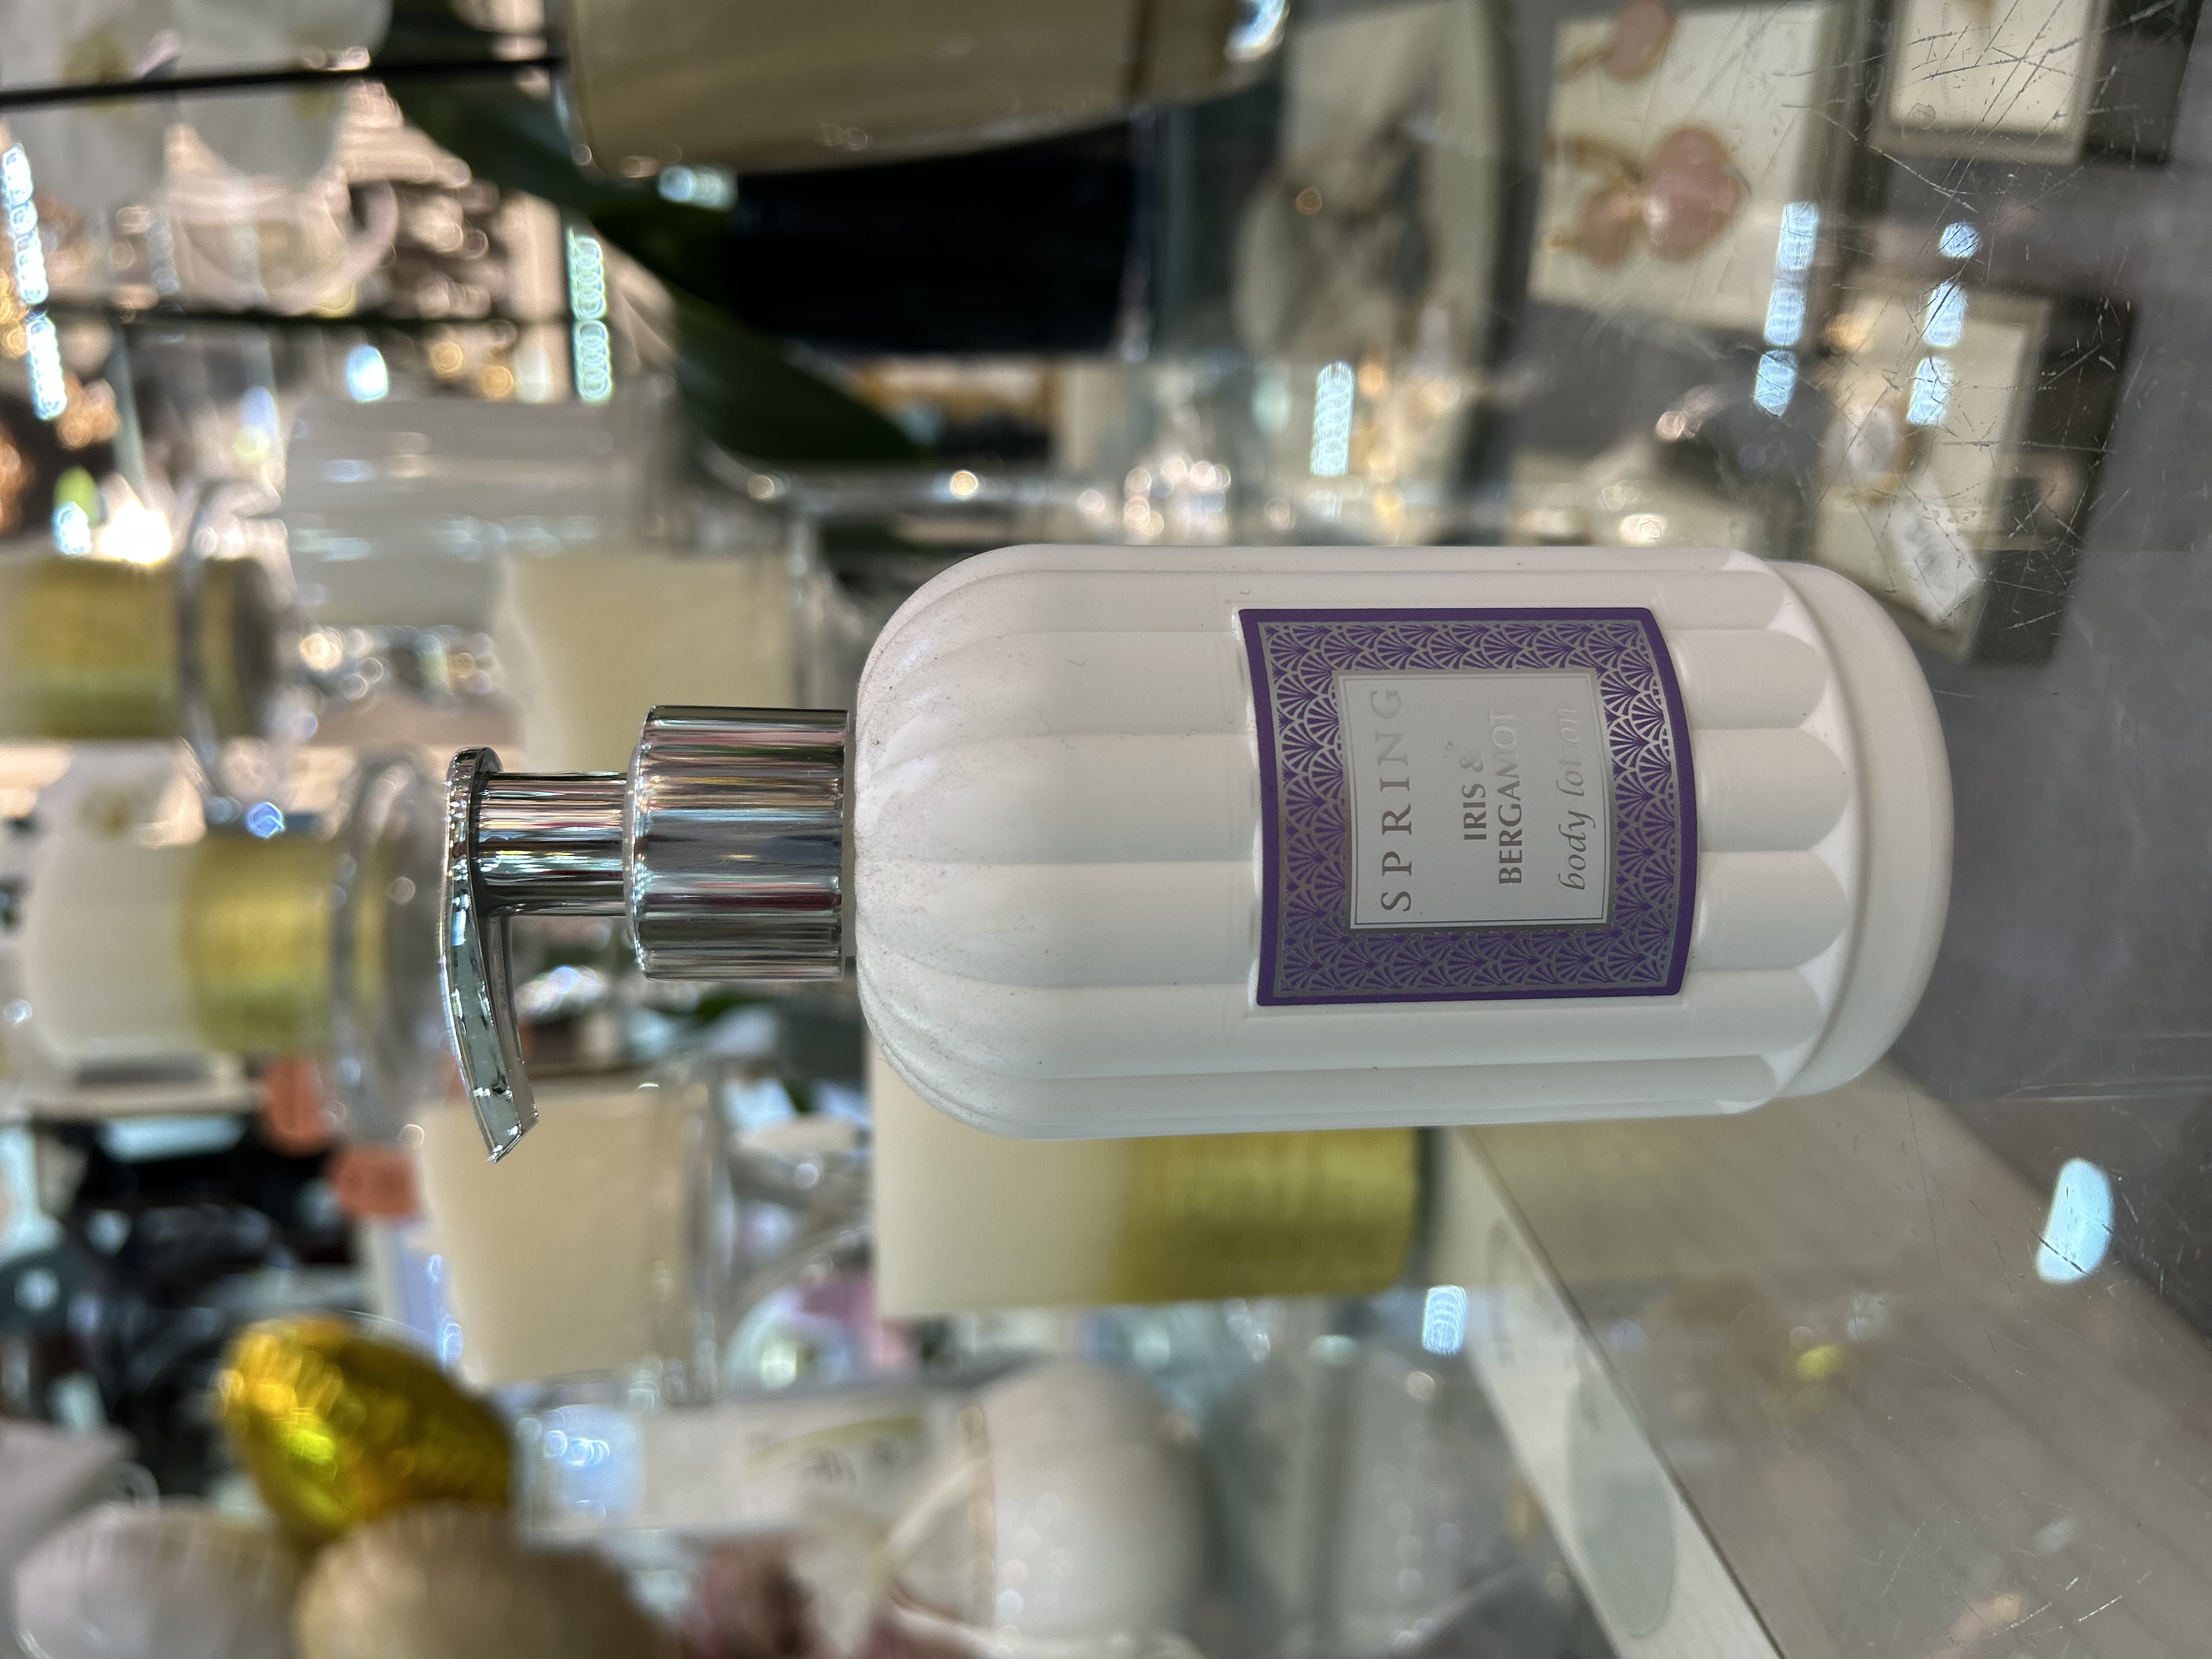 SPRING
IRIS &
BERGAMOT
body lotion